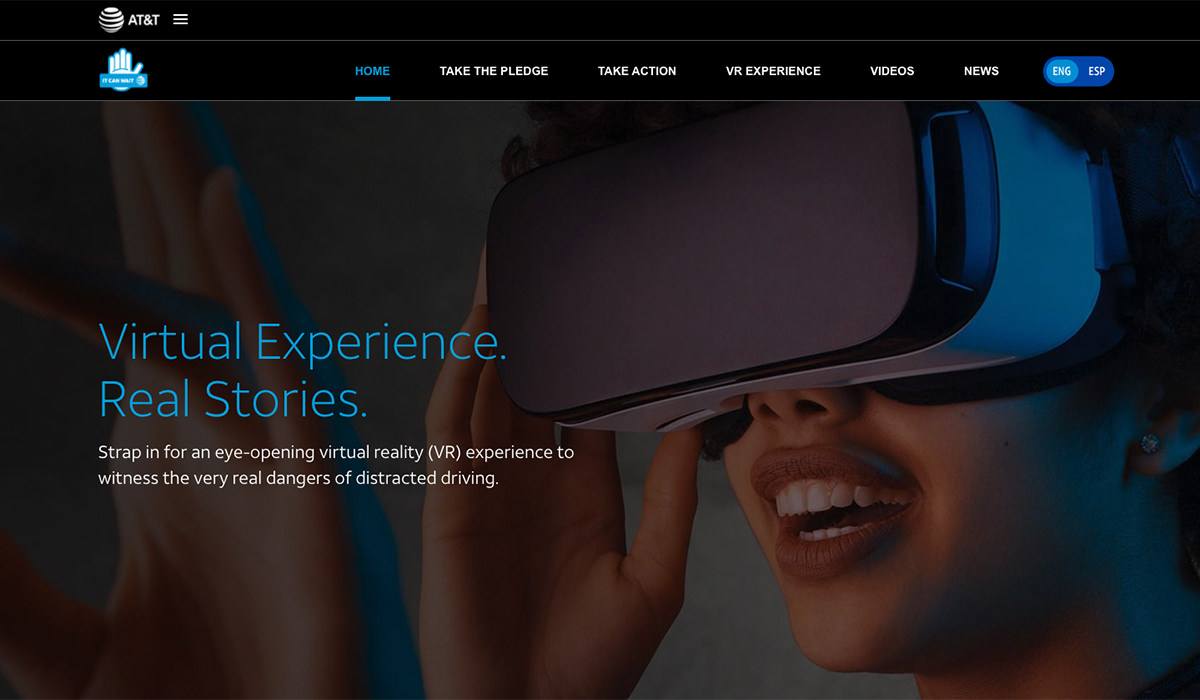 AT&T
IT CAN WAIT
HOME TAKE THE PLEDGE TAKE ACTION VR EXPERIENCE VIDEOS NEWS ENG ESP
Virtual Experience.
Real Stories.
Strap in for an eye-opening virtual reality (VR) experience to
witness the very real dangers of distracted driving.